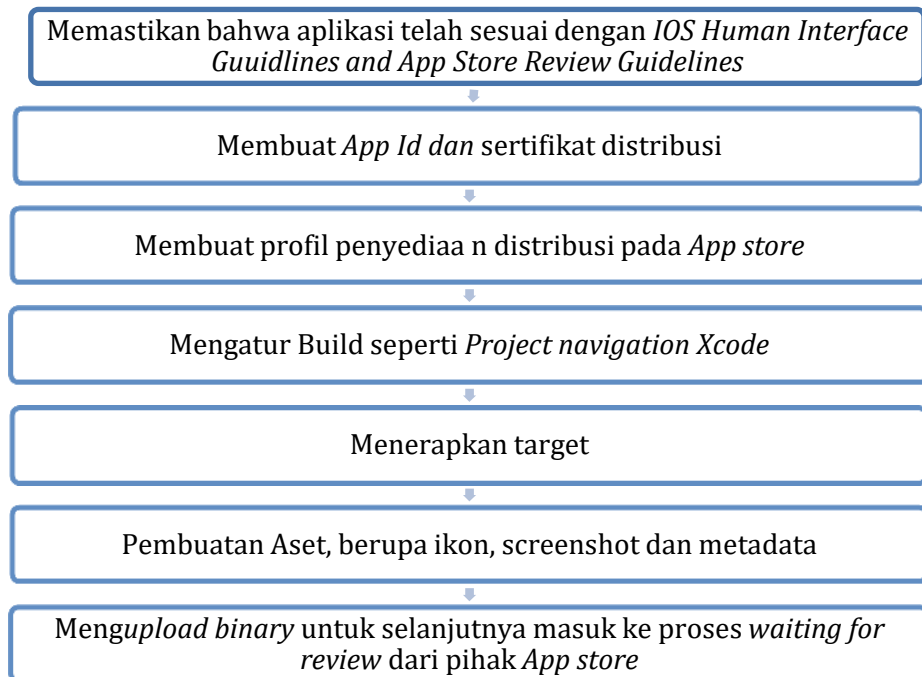 Memastikan bahwa aplikasi telah sesuai dengan IOS Human Interface
Guuidlines and App Store Review Guidelines
Membuat App Id dan sertifikat distribusi
Membuat profil penyediaa n distribusi pada App store
Mengatur Build seperti Project navigation Xcode
Menerapkan target
Pembuatan Aset, berupa ikon, screenshot dan metadata
Mengupload binary untuk selanjutnya masuk ke proses waiting for
review dari pihak App store